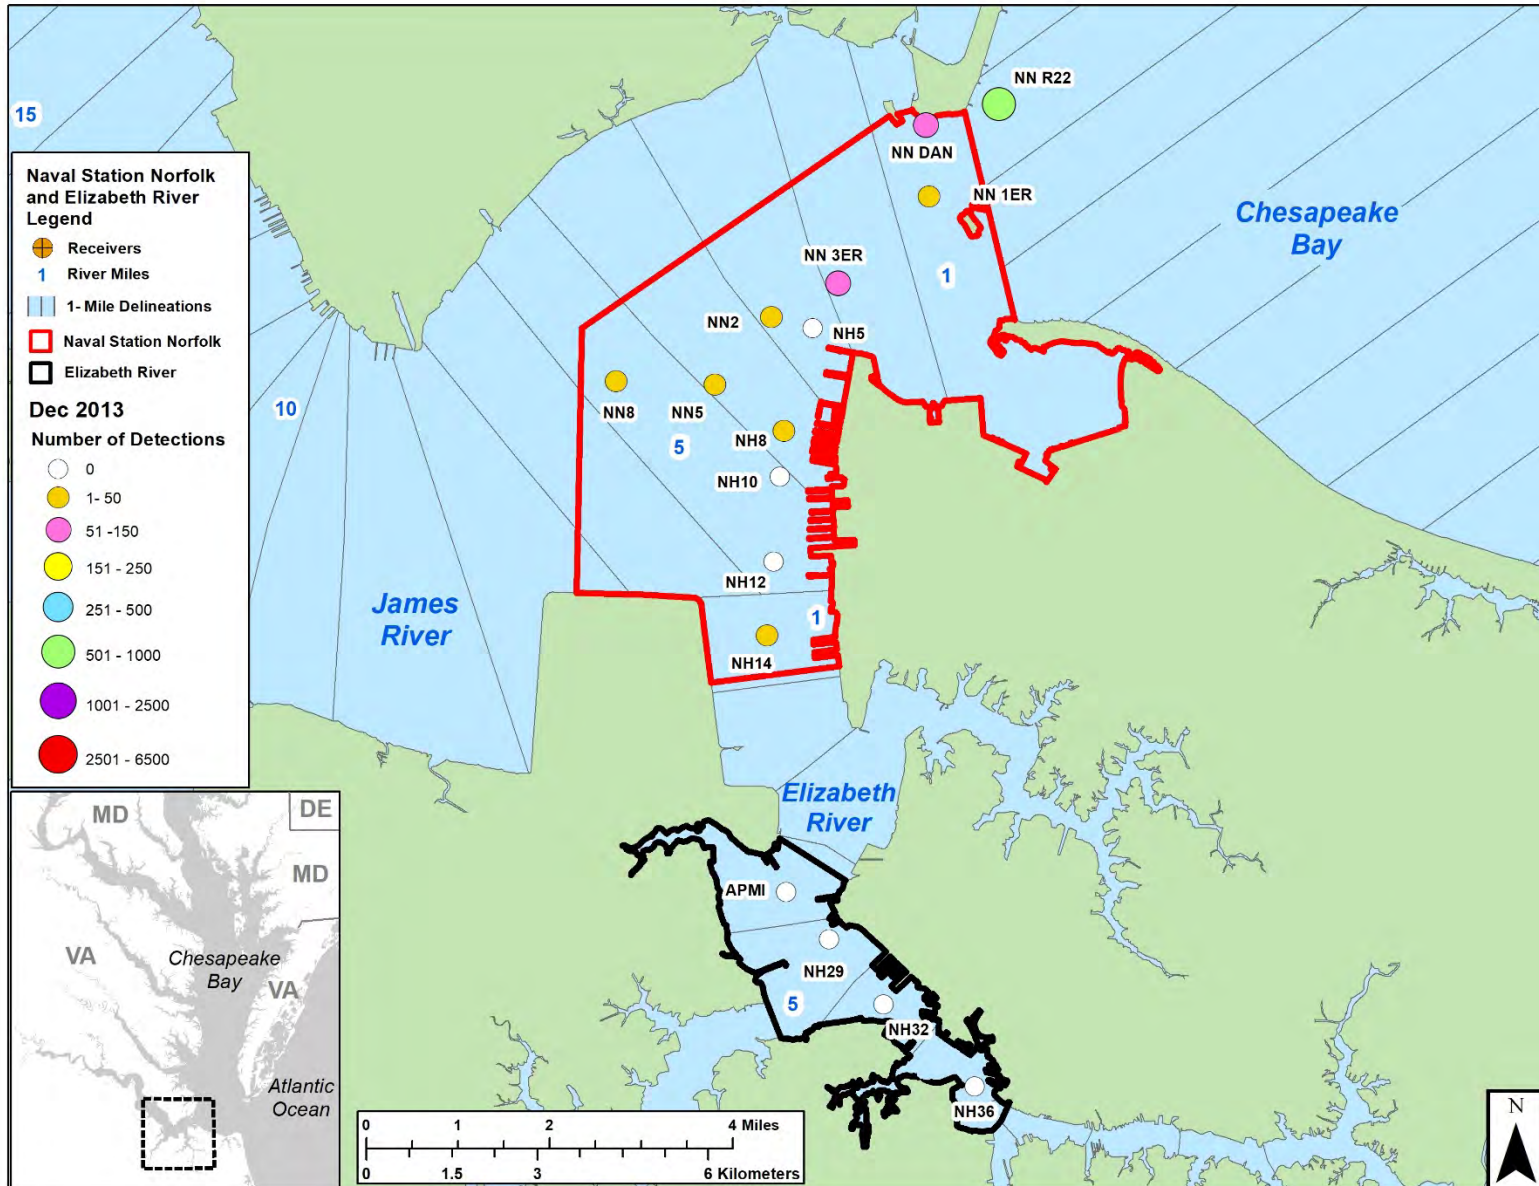 NN R22
15
NN DAN
Naval Station Norfolk
and Elizabeth River
Legend
Receivers
1 River Miles
1- Mile Delineations
Naval Station Norfolk
Elizabeth River
Dec 2013
Number of Detections
0
1- 50
51 -150
151 - 250
251 - 500
501 - 1000
1001 - 2500
2501 - 6500
NN 1ER
Chesapeake
Bay
NN 3ER
1
NN2
NH5
NN8
NN5
10
NH8
5
NH10
NH12
James
River
1
NH14
Elizabeth
River
APMI
NH29
5
NH32
NH36
MD
DE
MD
VA
Chesapeake
Bay
VA
Atlantic
Ocean
0 1 2 4 Miles
0 1.5 3 6 Kilometers
N